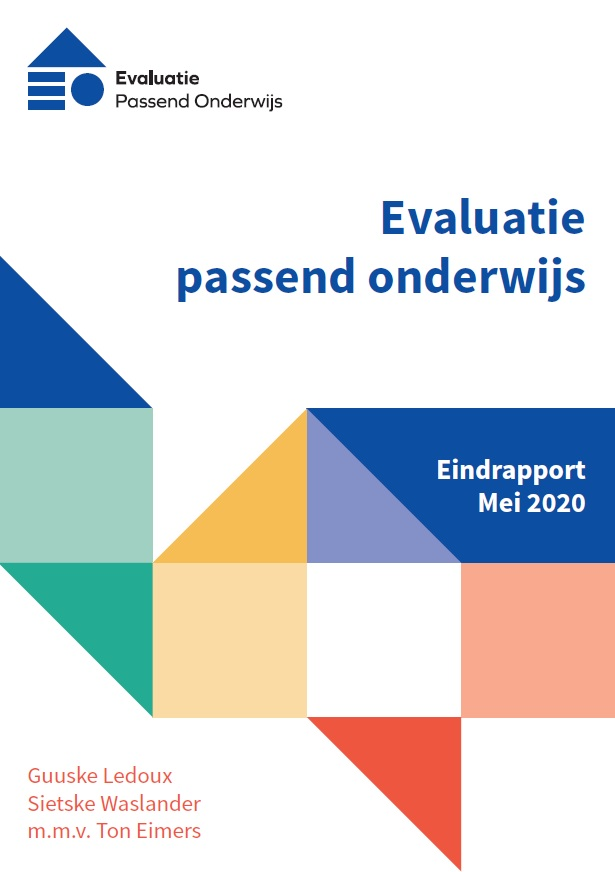 Evaluatie
Passend Onderwijs
Evaluatie
passend onderwijs
Eindrapport
Mei 2020
Guuske Ledoux
Sietske Waslander
m.m.v. Ton Eimers